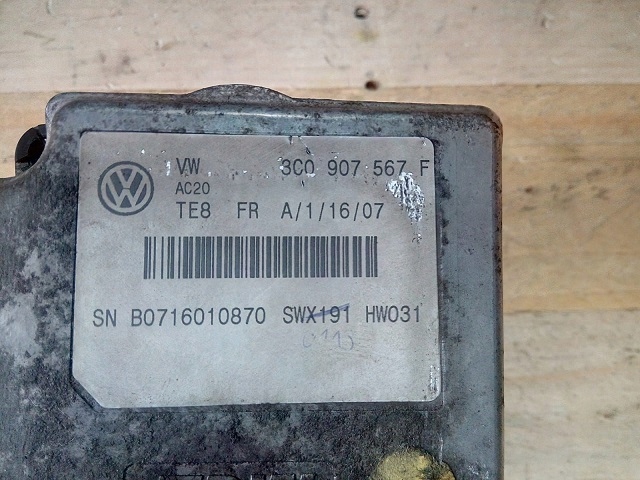 VW 3C0 907 567 F
AC20
TE8 FR A/1/16/07
SN B0716010870 SWX191 HW031